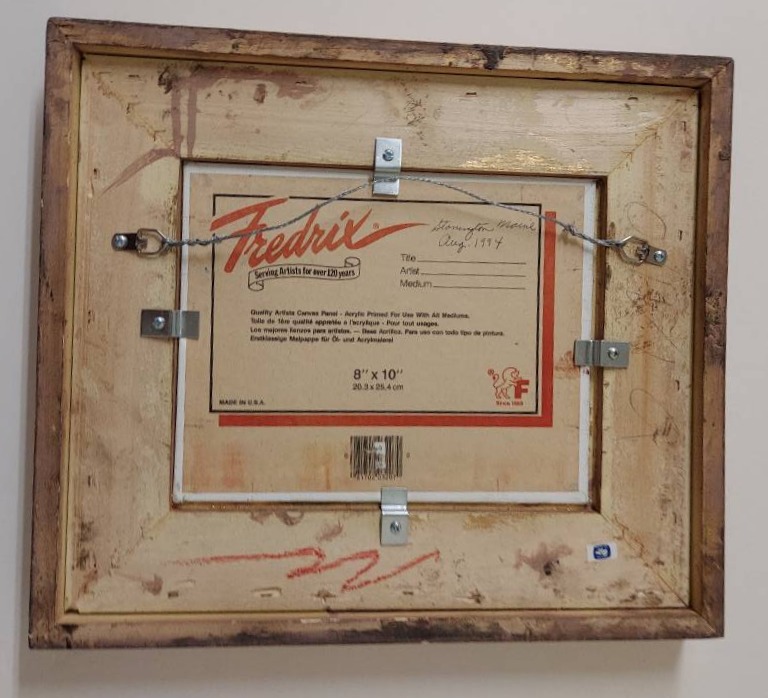 Fredrix®
Stonington Maine
Aug. 1994
Serving Artists for over 120 years
Title
Artist
Medium
Quality Artists Canvas Panel - Acrylic Primed For Use With All Mediums.
Toile de 1ère qualité apprêtée à l'acrylique - Pour tout usages.
Los mejores lienzos para artistas. — Base Acrílica. Para uso con todo tipo de pintura.
Erstklassige Malpappe für Öl- und Acrylmalerei
8" x 10"
20.3 x 25.4 cm
MADE IN U.S.A.
® F
Since 1868